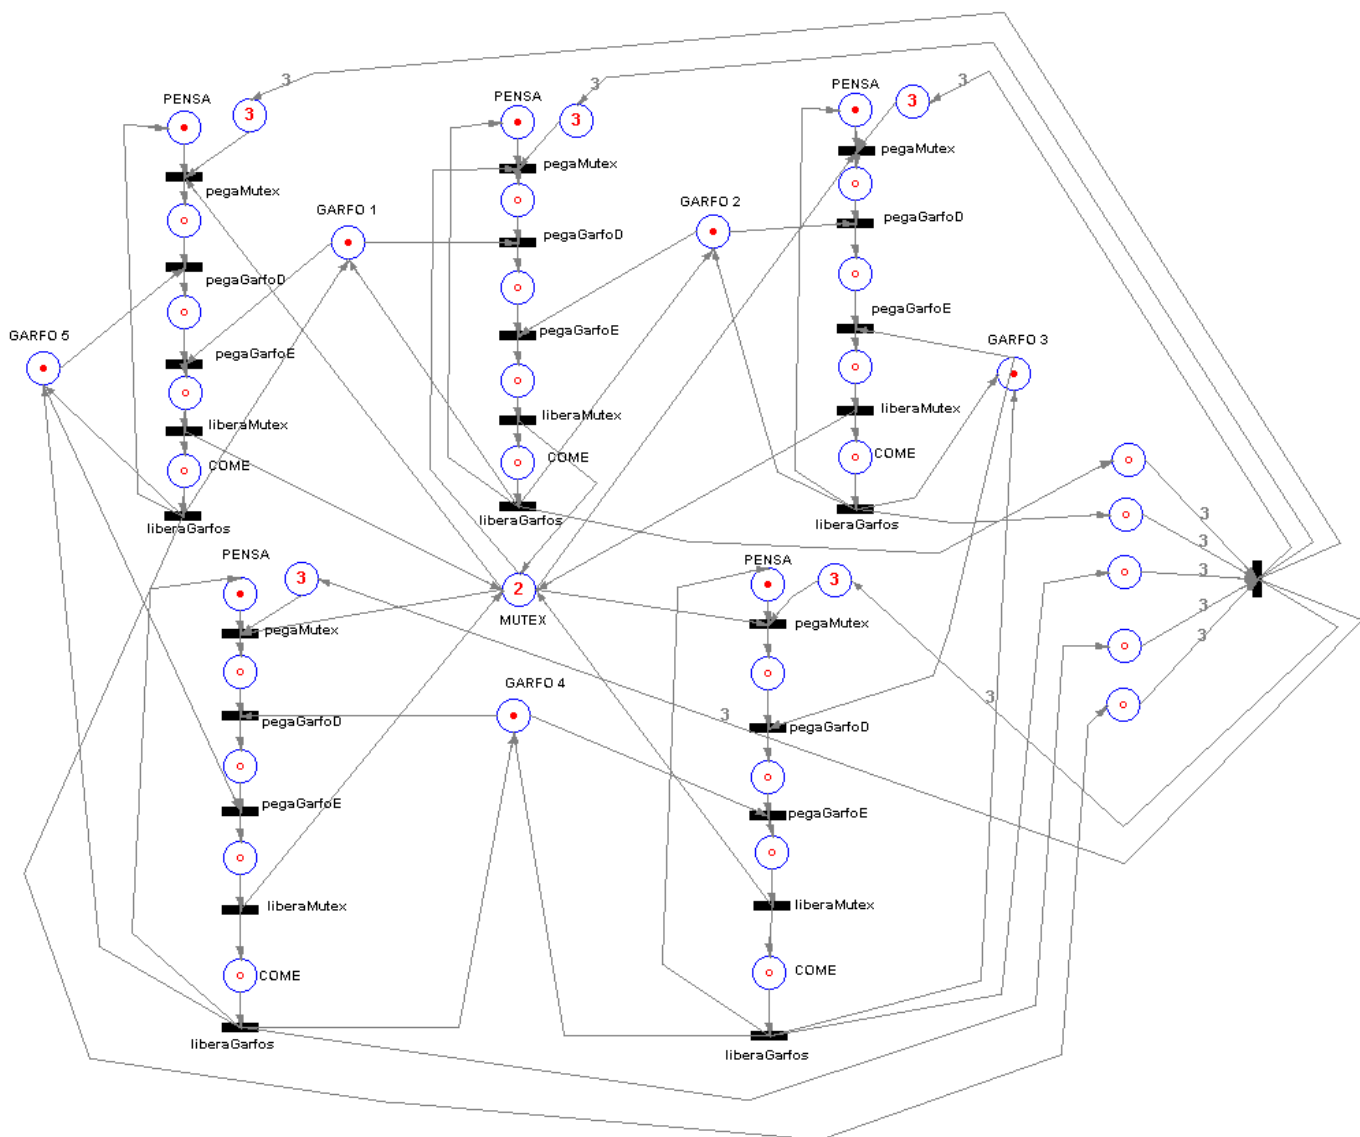 3
3
3
PENSA
3
PENSA
3
PENSA
3
pegaMutex
pegaMutex
pegaMutex
GARFO 1
GARFO 2
pegaGarfoD
pegaGarfoD
pegaGarfoD
GARFO 5
pegaGarfoE
pegaGarfoE
pegaGarfoE
GARFO 3
liberaMutex
liberaMutex
liberaMutex
COME
COME
COME
liberaGarfos
liberaGarfos
liberaGarfos
3
3
3
3
3
PENSA
3
PENSA
3
2
MUTEX
pegaMutex
pegaMutex
GARFO 4
3
3
pegaGarfoD
pegaGarfoD
pegaGarfoE
pegaGarfoE
liberaMutex
liberaMutex
COME
COME
liberaGarfos
liberaGarfos